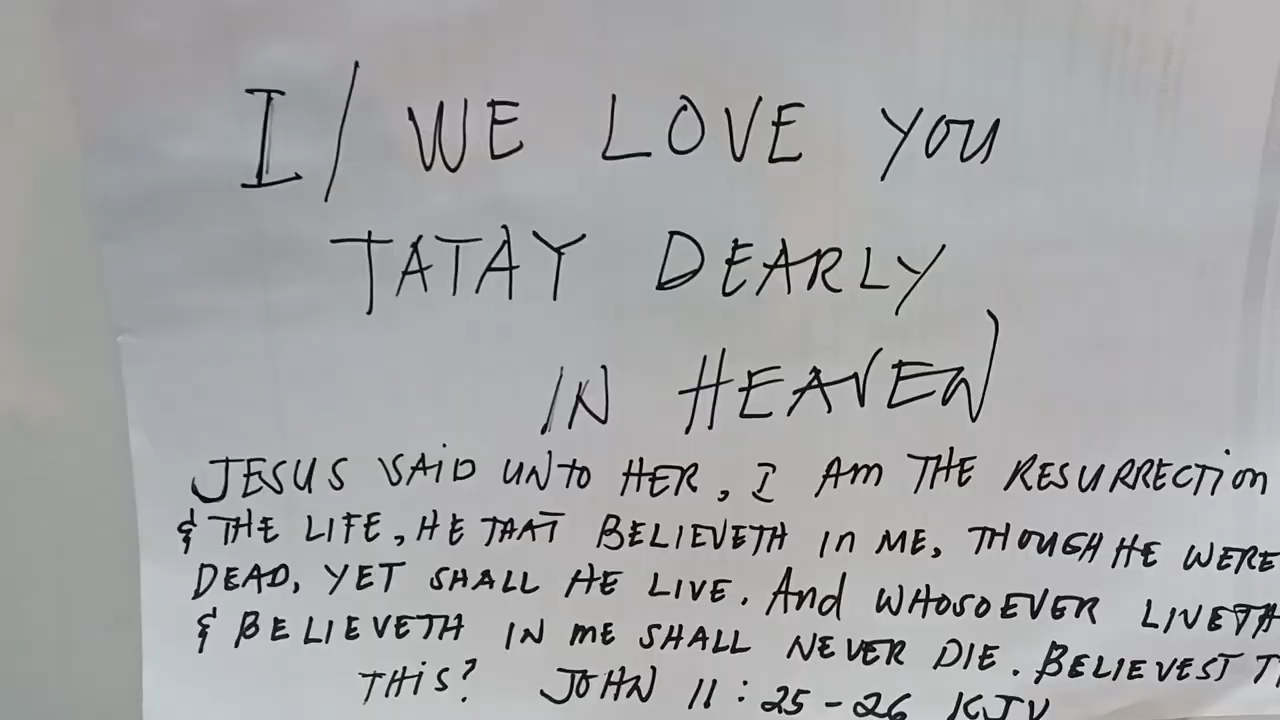 I/ WE LOVE YOU
TATAY DEARLY
IN HEAVEN
JESUS SAID UNTO HER, I AM THE RESURRECTION
& THE LIFE, HE THAT BELIEVETH IN ME, THOUGH HE WERE
DEAD, YET SHALL HE LIVE. And WHOSOEVER LIVETH
& BELIEVETH IN ME SHALL NEVER DIE. BELIEVEST
THIS? JOHN 11:25-26 KJV